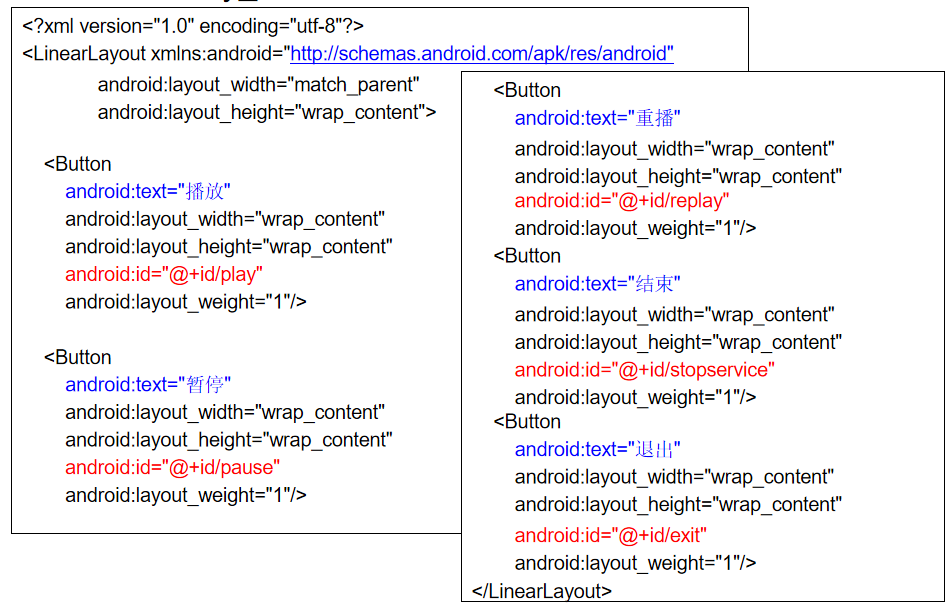 <?xml version="1.0" encoding="utf-8"?>
<LinearLayout xmlns:android="http://schemas.android.com/apk/res/android"
android:layout_width="match_parent"
android:layout_height="wrap_content">
<Button
android:text="播放"
android:layout_width="wrap_content"
android:layout_height="wrap_content"
android:id="@+id/play"
android:layout_weight="1"/>
<Button
android:text="暂停"
android:layout_width="wrap_content"
android:layout_height="wrap_content"
android:id="@+id/pause"
android:layout_weight="1"/>
<Button
android:text="重播"
android:layout_width="wrap_content"
android:layout_height="wrap_content"
android:id="@+id/replay"
android:layout_weight="1"/>
<Button
android:text="结束"
android:layout_width="wrap_content"
android:layout_height="wrap_content"
android:id="@+id/stopservice"
android:layout_weight="1"/>
<Button
android:text="退出"
android:layout_width="wrap_content"
android:layout_height="wrap_content"
android:id="@+id/exit"
android:layout_weight="1"/>
</LinearLayout>